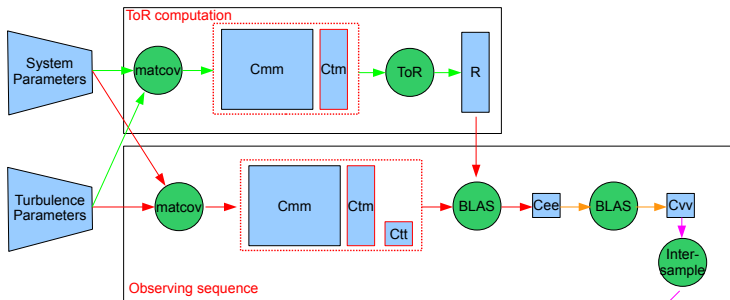 ToR computation
System
Parameters
matcov
Cmm
Ctm
ToR
R
Turbulence
Parameters
matcov
Cmm
Ctm
Ctt
BLAS
Cee
BLAS
Cvv
Inter-
sample
Observing sequence